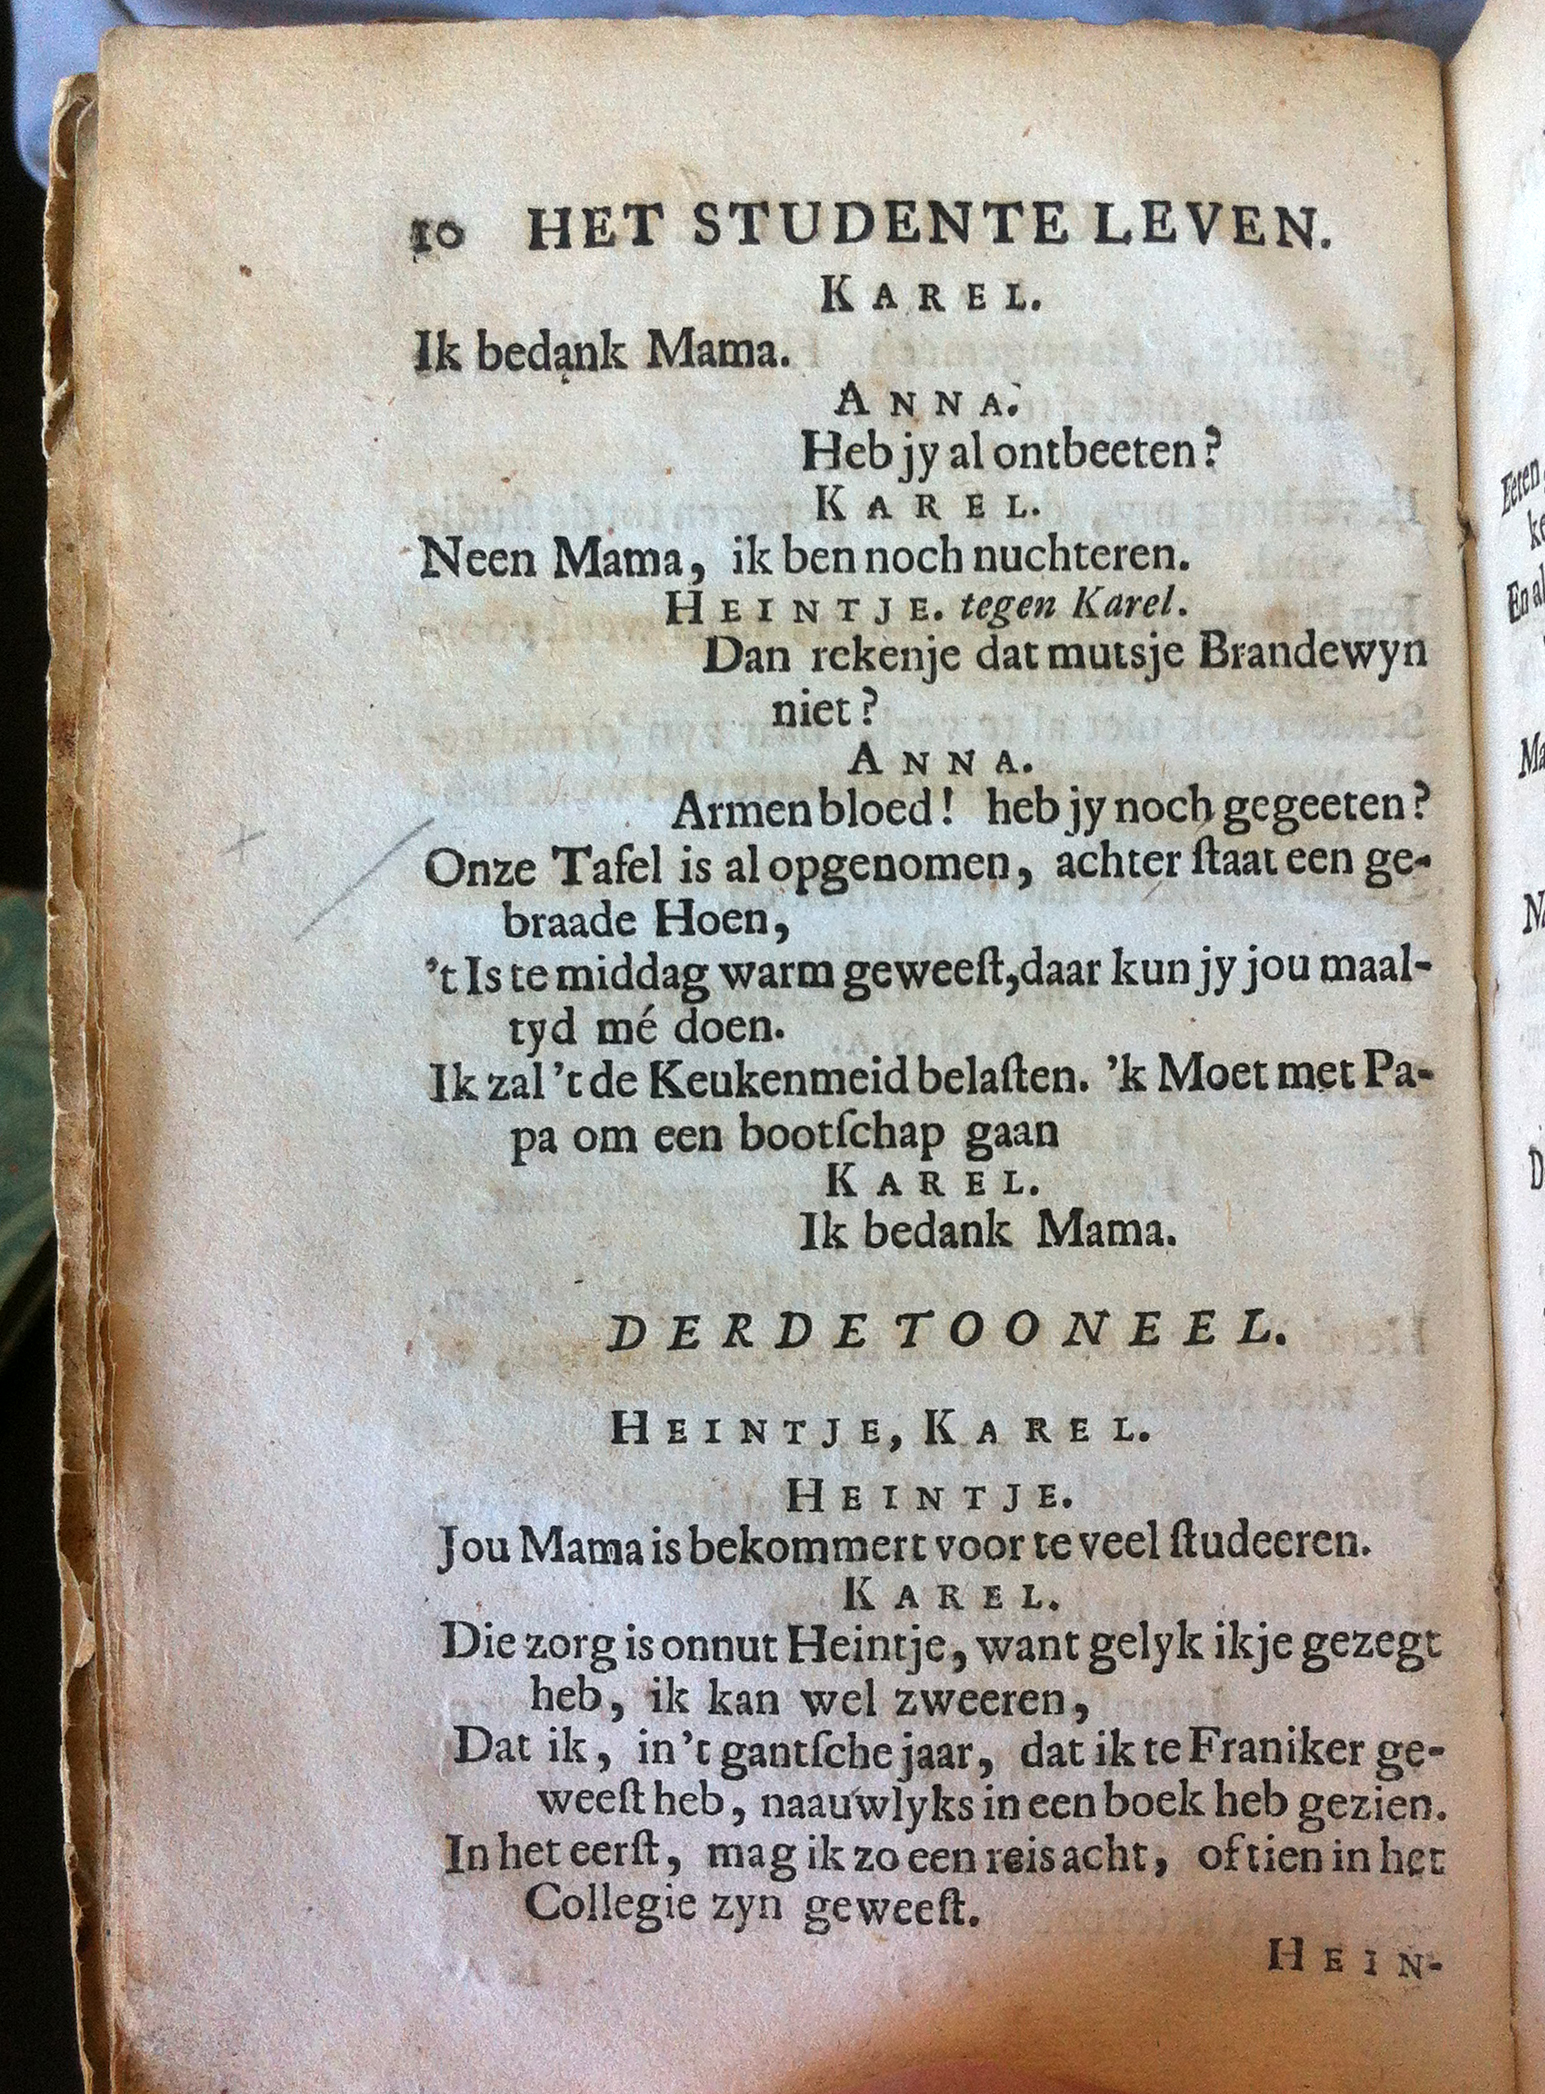 10 HET STUDENTE LEVEN.
KAREL.
Ik bedank Mama.
ANNA.
Heb jy al ontbeeten?
KAREL.
Neen Mama, ik ben noch nuchteren.
HEINTJE. tegen Karel.
Dan rekenje dat mutsje Brandewyn
niet?
ANNA.
Armen bloed! heb jy noch gegeeten?
Onze Tafel is al opgenomen, achter ſtaat een ge-
braade Hoen,
't Is te middag warm geweeſt, daar kun jy jou maal-
tyd mé doen.
Ik zal 't de Keukenmeid belaſten. 'k Moet met Pa-
pa om een bootſchap gaan
KAREL.
Ik bedank Mama.
DERDE TOONEEL.
HEINTJE, KAREL.
HEINTJE.
Jou Mama is bekommert voor te veel ſtudeeren.
KAREL.
Die zorg is onnut Heintje, want gelyk ikje gezegt
heb, ik kan wel zweeren,
Dat ik, in 't gantſche jaar, dat ik te Franiker ge-
weeſt heb, naauwlyks in een boek heb gezien.
In het eerſt, mag ik zo een reis acht, of tien in het
Collegie zyn geweeſt.
HEIN-
Eeten
ke
En al
Ma
D